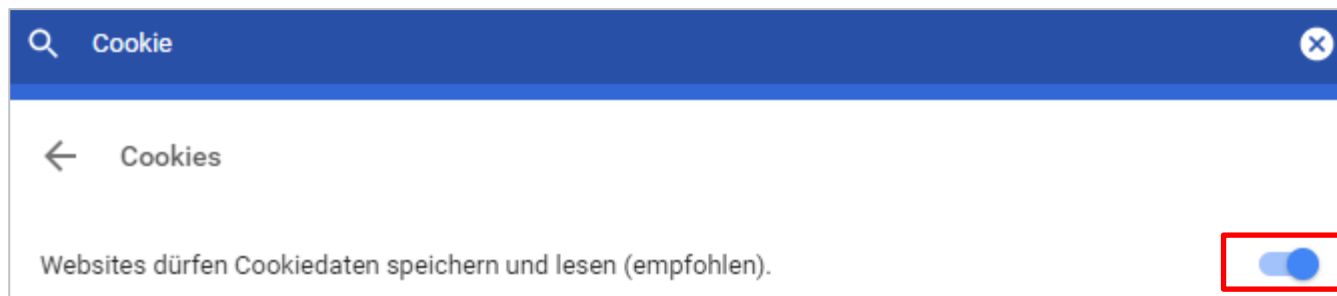 Cookie
Cookies
Websites dürfen Cookiedaten speichern und lesen (empfohlen).